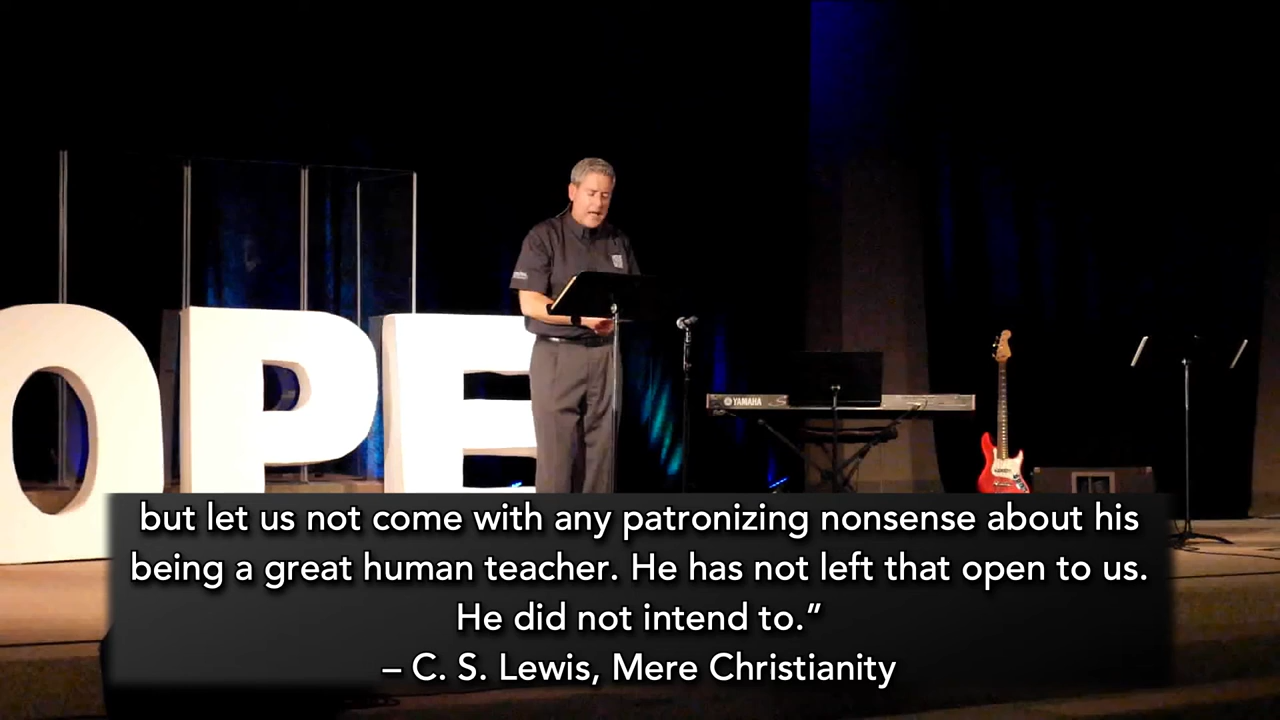 OPE
YAMAHA
but let us not come with any patronizing nonsense about his
being a great human teacher. He has not left that open to us.
He did not intend to.”
– C. S. Lewis, Mere Christianity